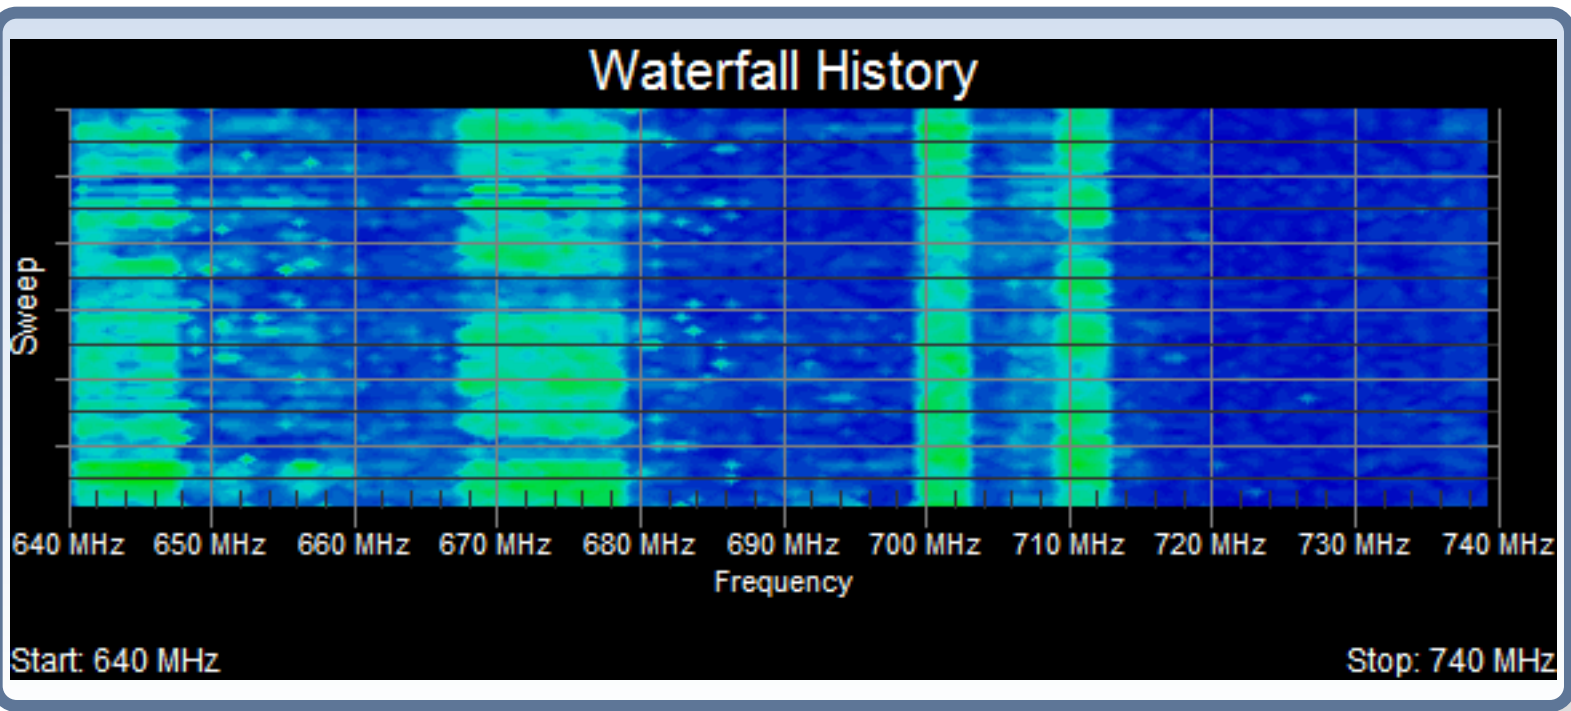 Waterfall History
Sweep
640 MHz 650 MHz 660 MHz 670 MHz 680 MHz 690 MHz 700 MHz 710 MHz 720 MHz 730 MHz 740 MHz
Frequency
Start: 640 MHz Stop: 740 MHz